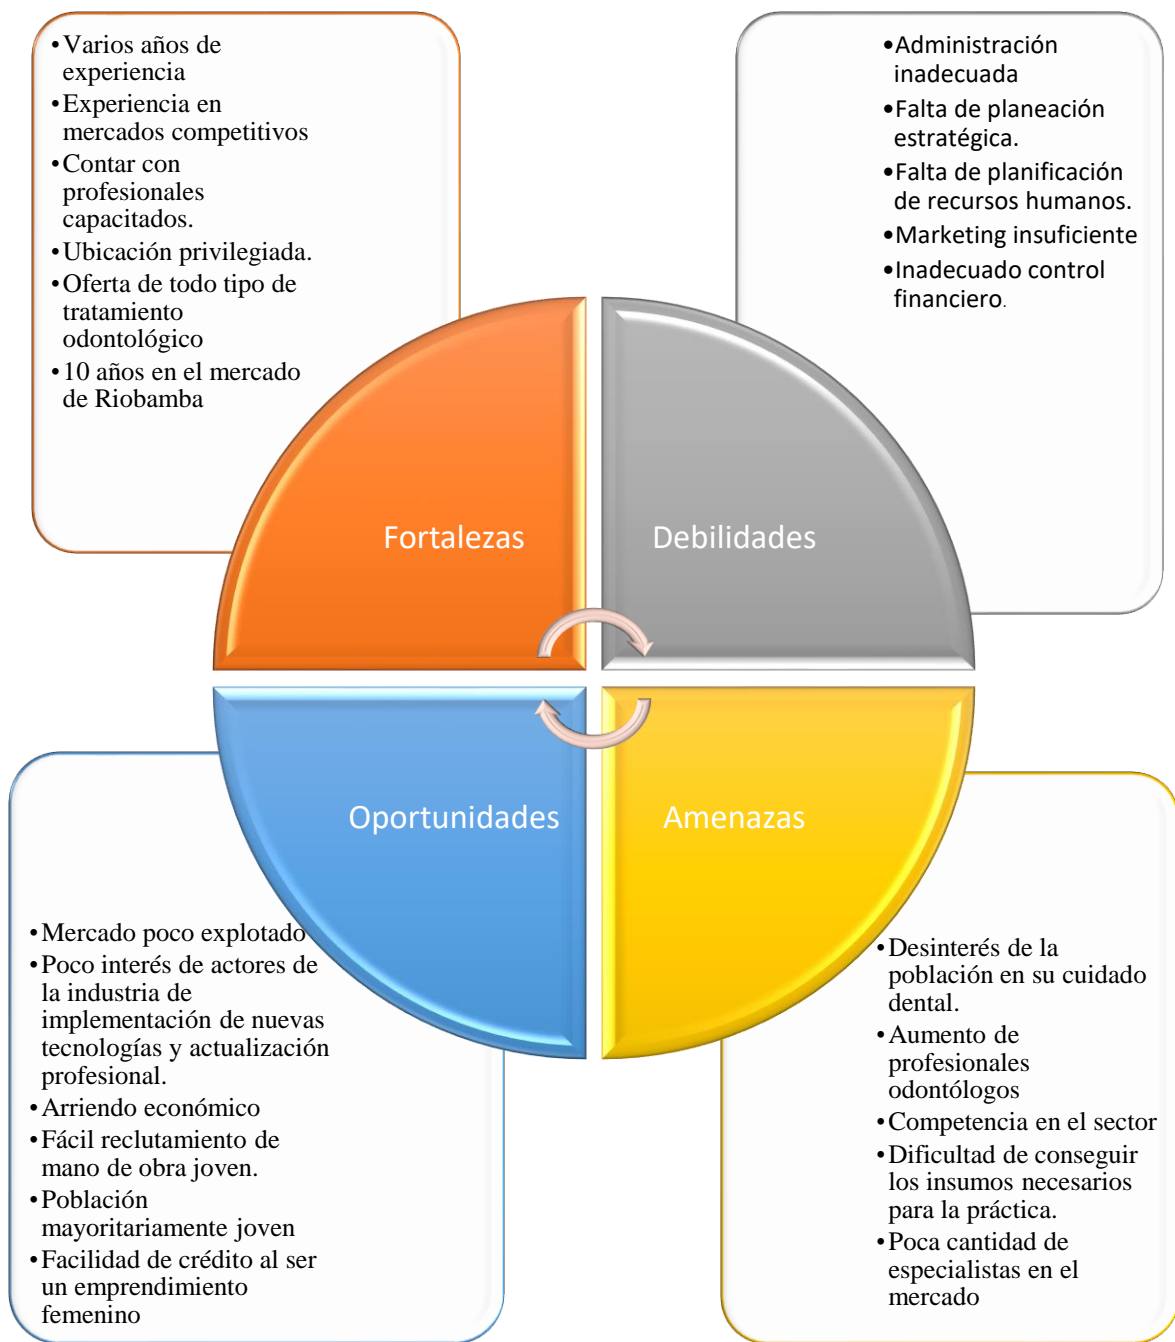 •Varios años de
experiencia
•Experiencia en
mercados competitivos
•Contar con
profesionales
capacitados.
•Ubicación privilegiada.
•Oferta de todo tipo de
tratamiento
odontológico
•10 años en el mercado
de Riobamba
•Administración
inadecuada
•Falta de planeación
estratégica.
•Falta de planificación
de recursos humanos.
•Marketing insuficiente
•Inadecuado control
financiero.
Fortalezas
Debilidades
Oportunidades
Amenazas
•Mercado poco explotado
•Poco interés de actores de
la industria de
implementación de nuevas
tecnologías y actualización
profesional.
•Arriendo económico
•Fácil reclutamiento de
mano de obra joven.
•Población
mayoritariamente joven
•Facilidad de crédito al ser
un emprendimiento
femenino
•Desinterés de la
población en su cuidado
dental.
•Aumento de
profesionales
odontólogos
•Competencia en el sector
•Dificultad de conseguir
los insumos necesarios
para la práctica.
•Poca cantidad de
especialistas en el
mercado